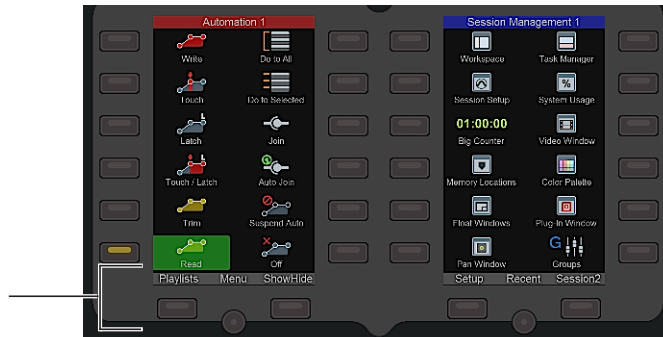 Automation 1
Write Do to All
Touch Do to Selected
Latch Join
Touch / Latch Auto Join
Trim Suspend Auto
Read Off
Playlists Menu ShowHide
Session Management 1
Workspace Task Manager
Session Setup System Usage
01:00:00
Big Counter Video Window
Memory Locations Color Palette
Float Windows Plug-In Window
G
Pan Window Groups
Setup Recent Session2